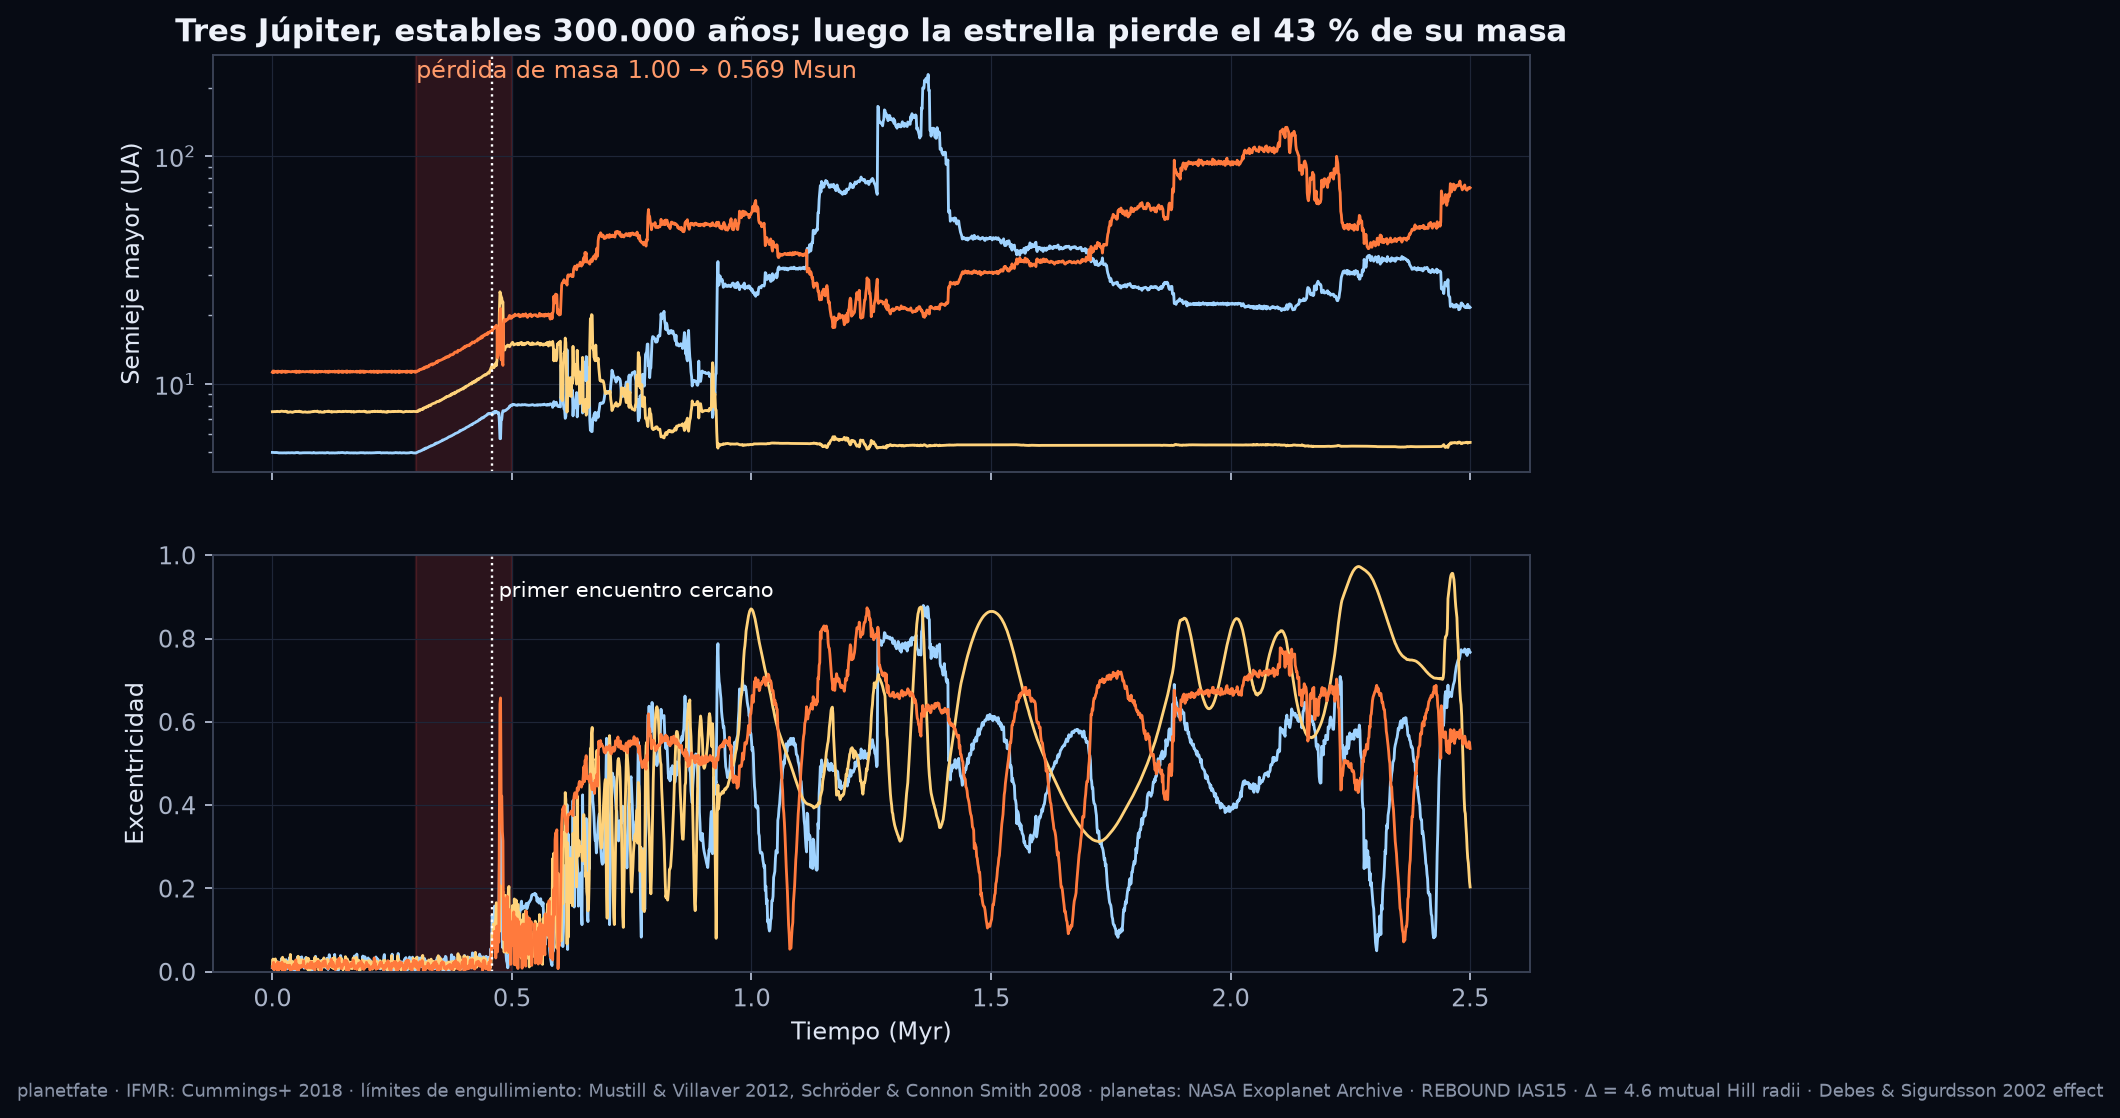 Tres Júpiter, estables 300.000 años; luego la estrella pierde el 43 % de su masa
pérdida de masa 1.00 → 0.569 Msun
Semieje mayor (UA)
10²
10¹
primer encuentro cercano
Excentricidad
1.0
0.8
0.6
0.4
0.2
0.0
0.0 0.5 1.0 1.5 2.0 2.5
Tiempo (Myr)
planetfate · IFMR: Cummings+ 2018 · límites de engullimiento: Mustill & Villaver 2012, Schröder & Connon Smith 2008 · planetas: NASA Exoplanet Archive · REBOUND IAS15 · Δ = 4.6 mutual Hill radii · Debes & Sigurdsson 2002 effect